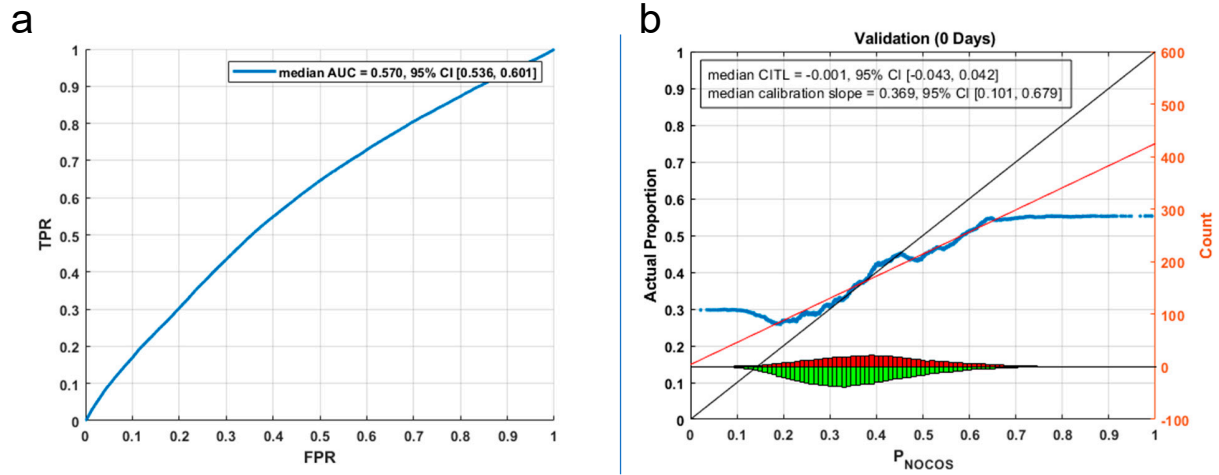 a
1
0.9
0.8
0.7
0.6
0.5
0.4
0.3
0.2
0.1
0
TPR
median AUC = 0.570, 95% CI [0.536, 0.601]
0 0.1 0.2 0.3 0.4 0.5 0.6 0.7 0.8 0.9 1
FPR
b
Validation (0 Days)
1
0.9
0.8
0.7
0.6
0.5
0.4
0.3
0.2
0.1
0
Actual Proportion
median CITL = -0.001, 95% CI [-0.043, 0.042]
median calibration slope = 0.369, 95% CI [0.101, 0.679]
600
500
400
300
200
100
0
-100
Count
0 0.1 0.2 0.3 0.4 0.5 0.6 0.7 0.8 0.9 1
P_NOCOS